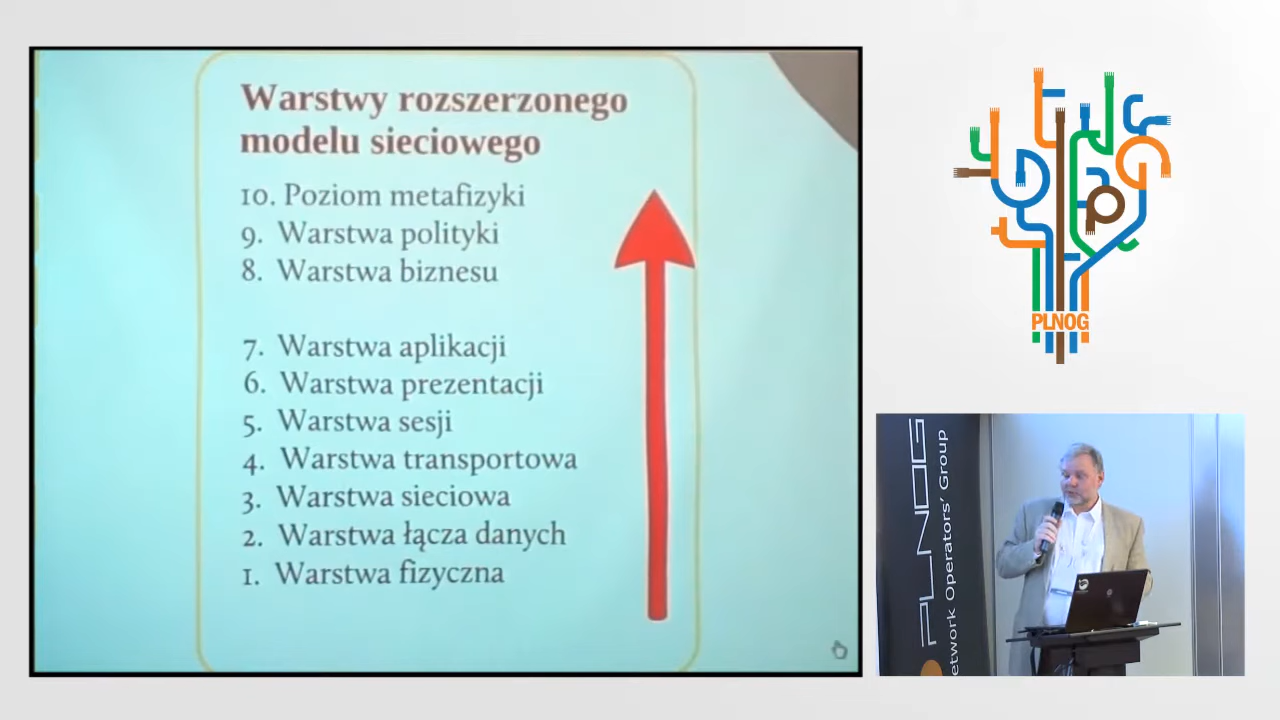 Warstwy rozszerzonego
modelu sieciowego
10. Poziom metafizyki
9. Warstwa polityki
8. Warstwa biznesu
7. Warstwa aplikacji
6. Warstwa prezentacji
5. Warstwa sesji
4. Warstwa transportowa
3. Warstwa sieciowa
2. Warstwa łącza danych
1. Warstwa fizyczna
PLNOG
PLNOG
etwork Operators' Group